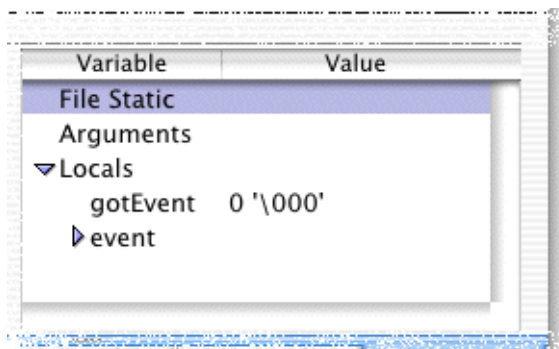 Variable Value
File Static
Arguments
Locals
gotEvent 0 '\000'
event